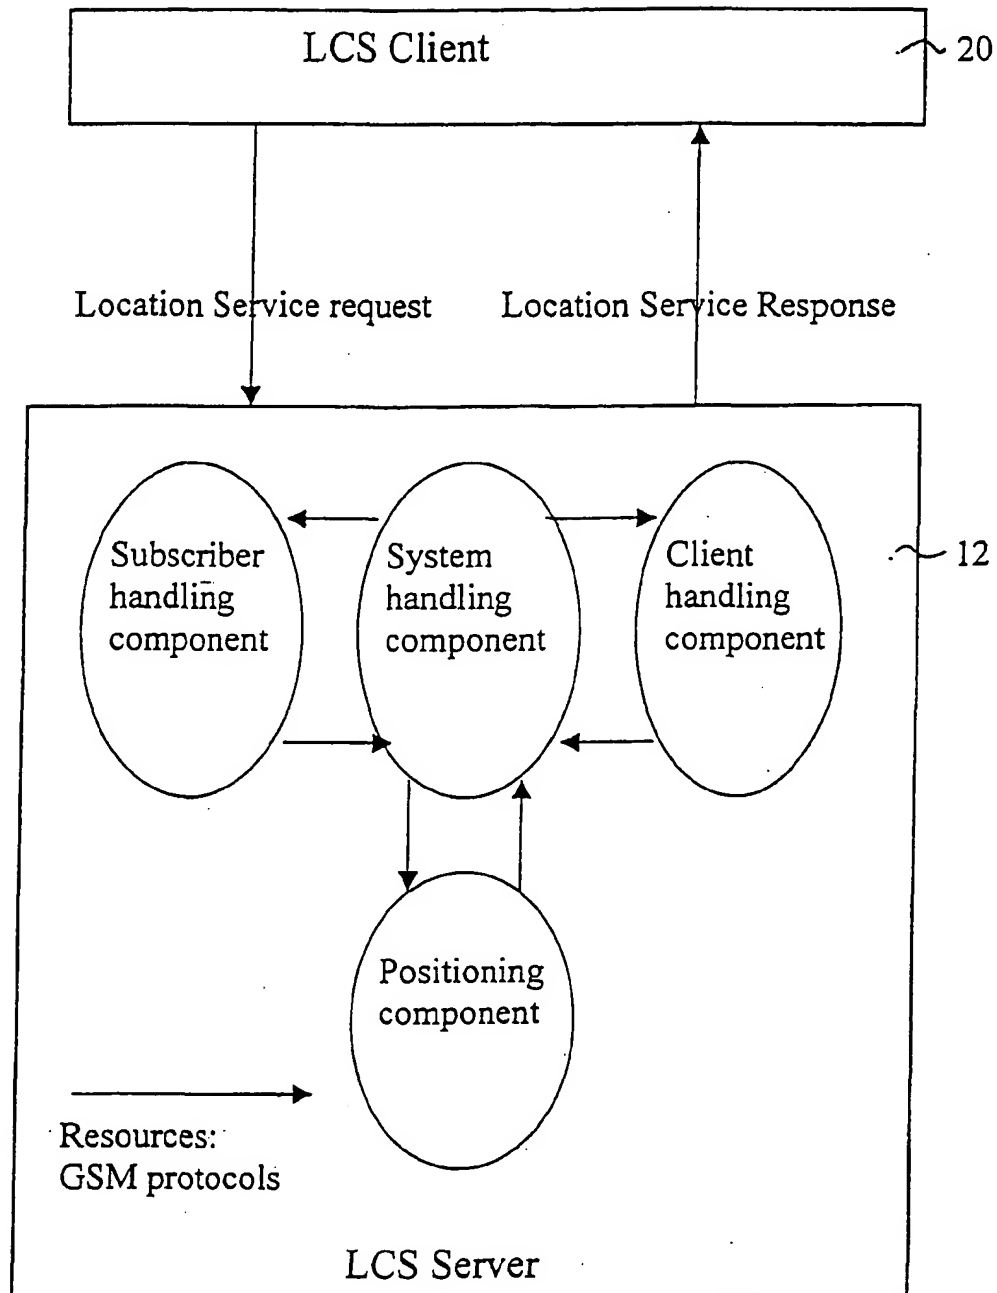 LCS Client
20
Location Service request
Location Service Response
Subscriber
handling
component
System
handling
component
Client
handling
component
12
Positioning
component
Resources:
GSM protocols
LCS Server